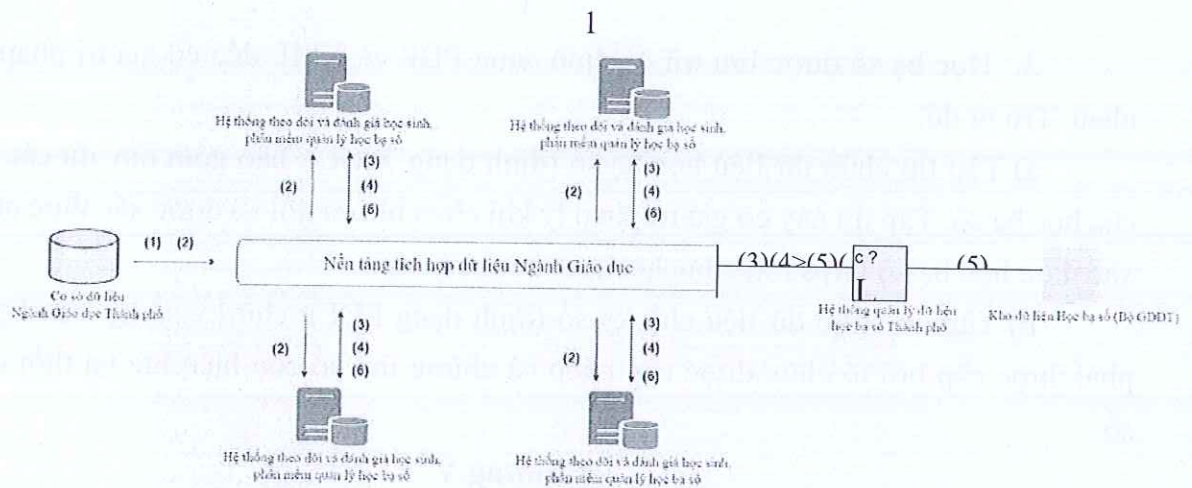 1
Hệ thống theo dõi và đánh giá học sinh,
phần mềm quản lý học bạ số
Hệ thống theo dõi và đánh giá học sinh,
phần mềm quản lý học bạ số
(2)
(3)
(4)
(6)
(2)
(3)
(4)
(6)
Cơ sở dữ liệu
Ngành Giáo dục Thành phố
(1) (2)
Nền tảng tích hợp dữ liệu Ngành Giáo dục
(3)(4>(5)(
c ?
Hệ thống quản lý dữ liệu
học bạ số Thành phố
(5)
Kho dữ liệu Học bạ số (Bộ GDĐT)
(2)
(3)
(4)
(6)
(2)
(3)
(4)
(6)
Hệ thống theo dõi và đánh giá học sinh,
phần mềm quản lý học bạ số
Hệ thống theo dõi và đánh giá học sinh,
phần mềm quản lý học bạ số